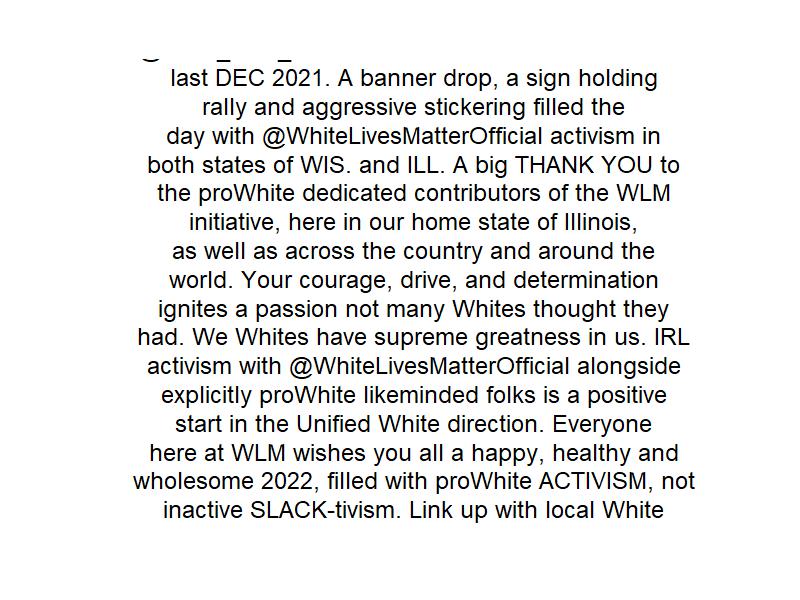 last DEC 2021. A banner drop, a sign holding
rally and aggressive stickering filled the
day with @WhiteLivesMatterOfficial activism in
both states of WIS. and ILL. A big THANK YOU to
the proWhite dedicated contributors of the WLM
initiative, here in our home state of Illinois,
as well as across the country and around the
world. Your courage, drive, and determination
ignites a passion not many Whites thought they
had. We Whites have supreme greatness in us. IRL
activism with @WhiteLivesMatterOfficial alongside
explicitly proWhite likeminded folks is a positive
start in the Unified White direction. Everyone
here at WLM wishes you all a happy, healthy and
wholesome 2022, filled with proWhite ACTIVISM, not
inactive SLACK-tivism. Link up with local White